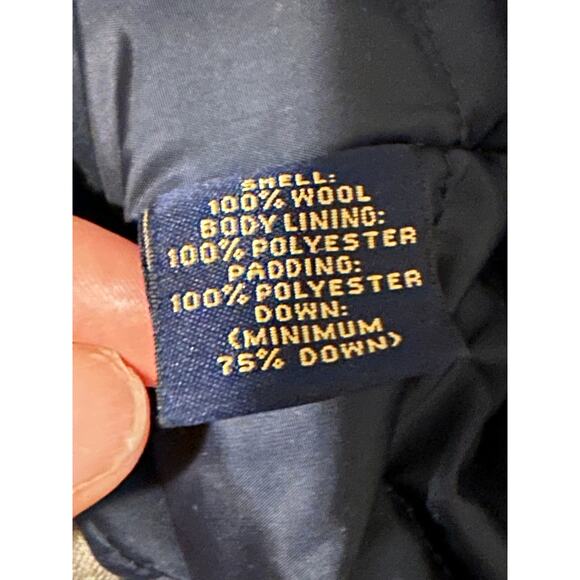 SHELL:
100% WOOL
BODY LINING:
100% POLYESTER
PADDING:
100% POLYESTER
DOWN:
(MINIMUM
75% DOWN)